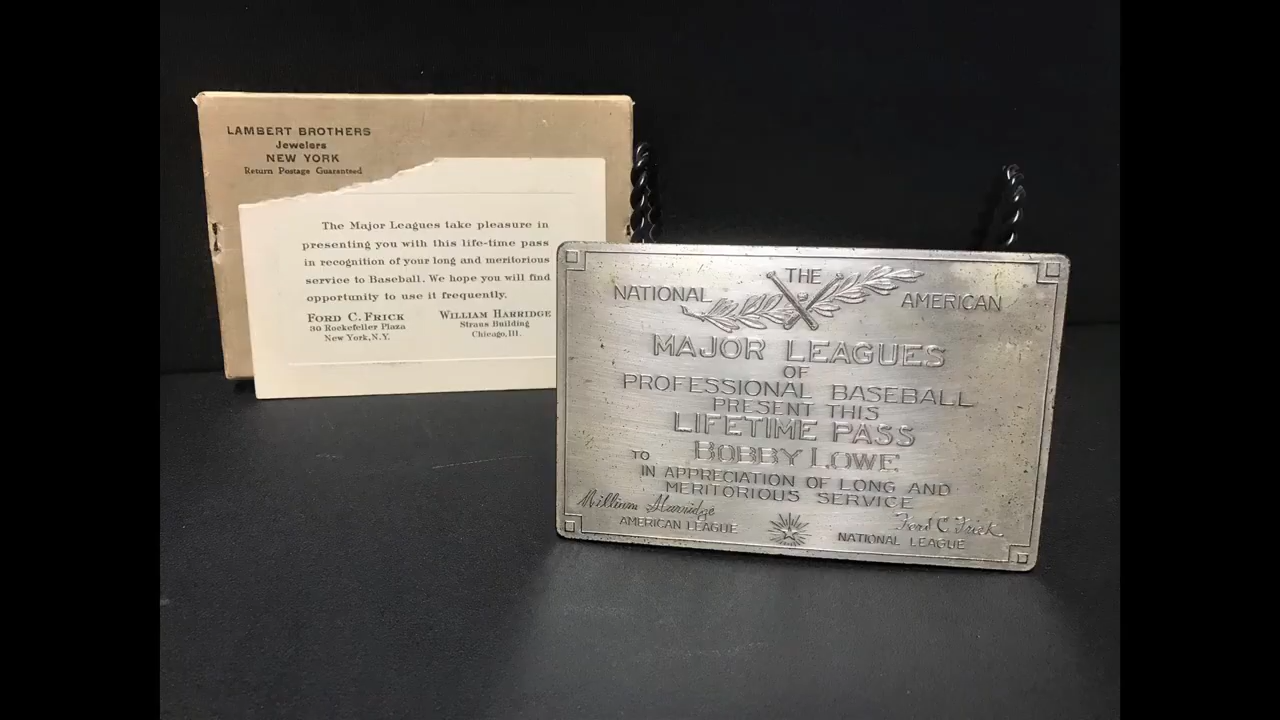 LAMBERT BROTHERS
Jewelers
NEW YORK
Return Postage Guaranteed
The Major Leagues take pleasure in
presenting you with this life-time pass
in recognition of your long and meritorious
service to Baseball. We hope you will find
opportunity to use it frequently.
FORD C. FRICK
30 Rockefeller Plaza
New York, N.Y.
WILLIAM HARRIDGE
Straus Building
Chicago, Ill.
THE
NATIONAL AMERICAN
MAJOR LEAGUES
OF
PROFESSIONAL BASEBALL
PRESENT THIS
LIFETIME PASS
TO BOBBY LOWE
IN APPRECIATION OF LONG AND
MERITORIOUS SERVICE
William Harridge
AMERICAN LEAGUE
Ford C. Frick
NATIONAL LEAGUE